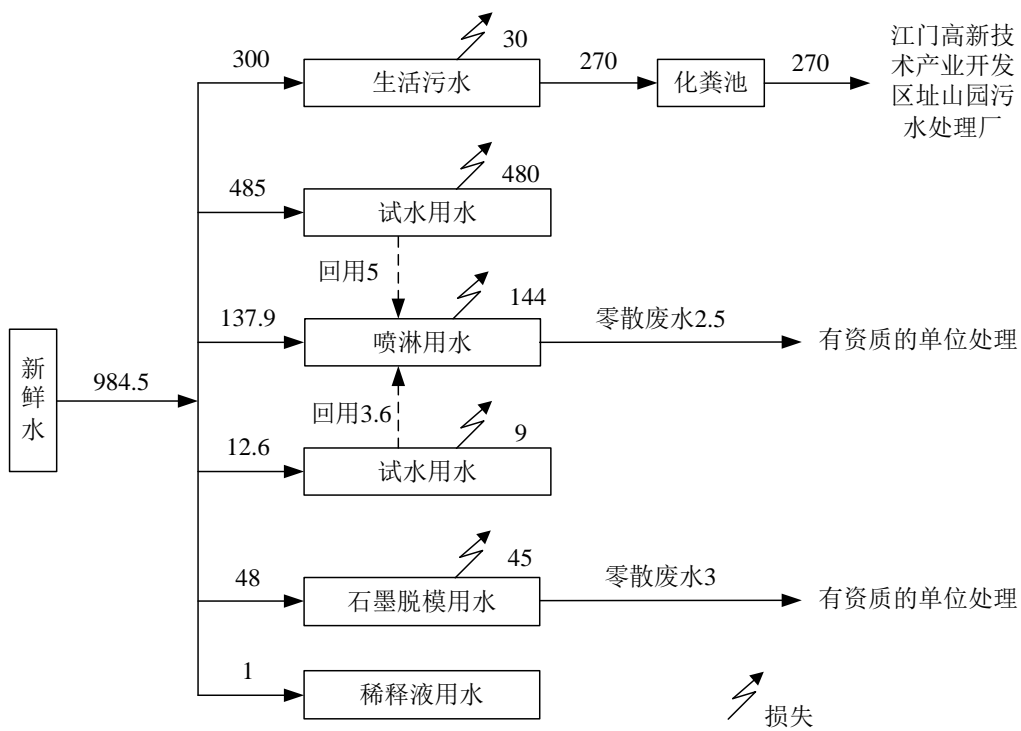 30
300
生活污水
270
化粪池
270
江门高新技
术产业开发
区址山园污
水处理厂
480
485
试水用水
回用5
144
137.9
喷淋用水
零散废水2.5
有资质的单位处理
新
鲜
水
984.5
回用3.6
9
12.6
试水用水
45
48
石墨脱模用水
零散废水3
有资质的单位处理
1
稀释液用水
损失